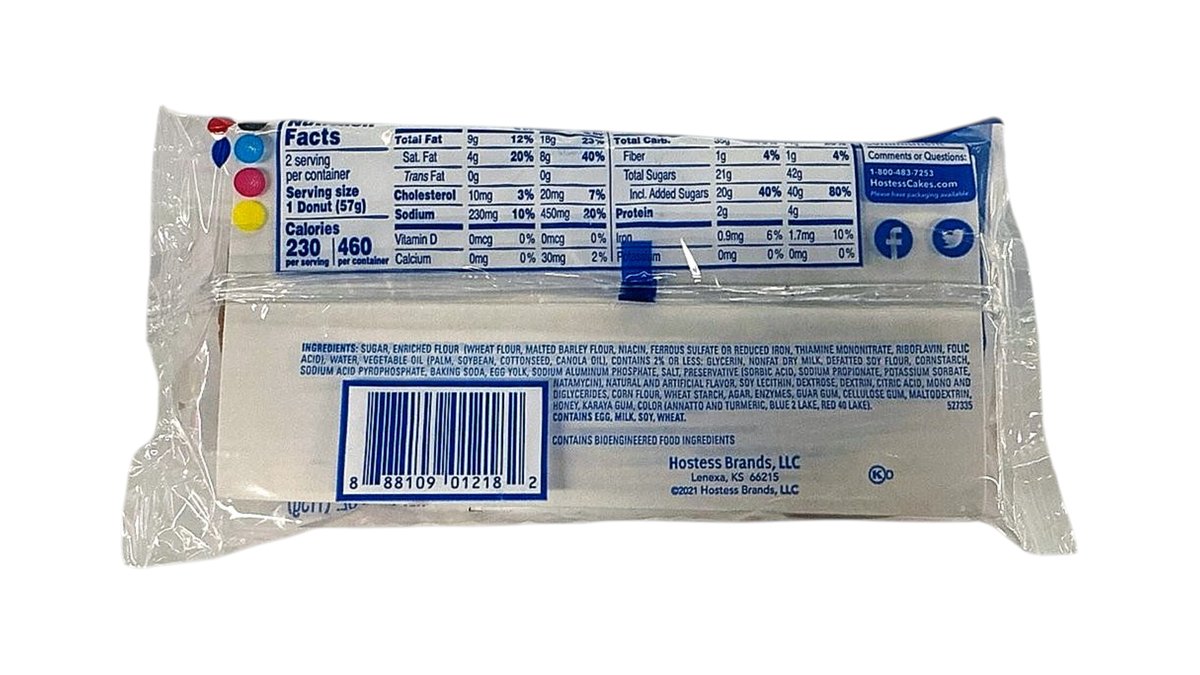 Facts
2 serving
per container
Serving size
1 Donut (57g)
Calories
230 460
per serving per container
Total Fat 9g 12% 18g 23%
Sat. Fat 4g 20% 8g 40%
Trans Fat 0g 0g
Cholesterol 10mg 3% 20mg 7%
Sodium 230mg 10% 450mg 20%
Vitamin D 0mcg 0% 0mcg 0%
Calcium 0mg 0% 30mg 2%
Total Carb.
Fiber 1g 4% 1g 4%
Total Sugars 21g 42g
Incl. Added Sugars 20g 40% 40g 80%
Protein 2g 4g
Iron 0.9mg 6% 1.7mg 10%
0mg 0% 0mg 0%
Comments or Questions:
1-800-483-7253
HostessCakes.com
Please have packaging available
INGREDIENTS: SUGAR, ENRICHED FLOUR (WHEAT FLOUR, MALTED BARLEY FLOUR, NIACIN, FERROUS SULFATE OR REDUCED IRON, THIAMINE MONONITRATE, RIBOFLAVIN, FOLIC
ACID), WATER, VEGETABLE OIL (PALM, SOYBEAN, COTTONSEED, CANOLA OIL), CONTAINS 2% OR LESS: GLYCERIN, NONFAT DRY MILK, DEFATTED SOY FLOUR, CORNSTARCH,
SODIUM ACID PYROPHOSPHATE, BAKING SODA, EGG YOLK, SODIUM ALUMINUM PHOSPHATE, SALT, PRESERVATIVE (SORBIC ACID, SODIUM PROPIONATE, POTASSIUM SORBATE,
NATAMYCIN), NATURAL AND ARTIFICIAL FLAVOR, SOY LECITHIN, DEXTROSE, DEXTRIN, CITRIC ACID, MONO AND
DIGLYCERIDES, CORN FLOUR, WHEAT STARCH, AGAR, ENZYMES, GUAR GUM, CELLULOSE GUM, MALTODEXTRIN,
HONEY, KARAYA GUM, COLOR (ANNATTO AND TURMERIC, BLUE 2 LAKE, RED 40 LAKE). 527335
CONTAINS EGG, MILK, SOY, WHEAT.
CONTAINS BIOENGINEERED FOOD INGREDIENTS
Hostess Brands, LLC
Lenexa, KS 66215
©2021 Hostess Brands, LLC
K D
8 88109 01218 2